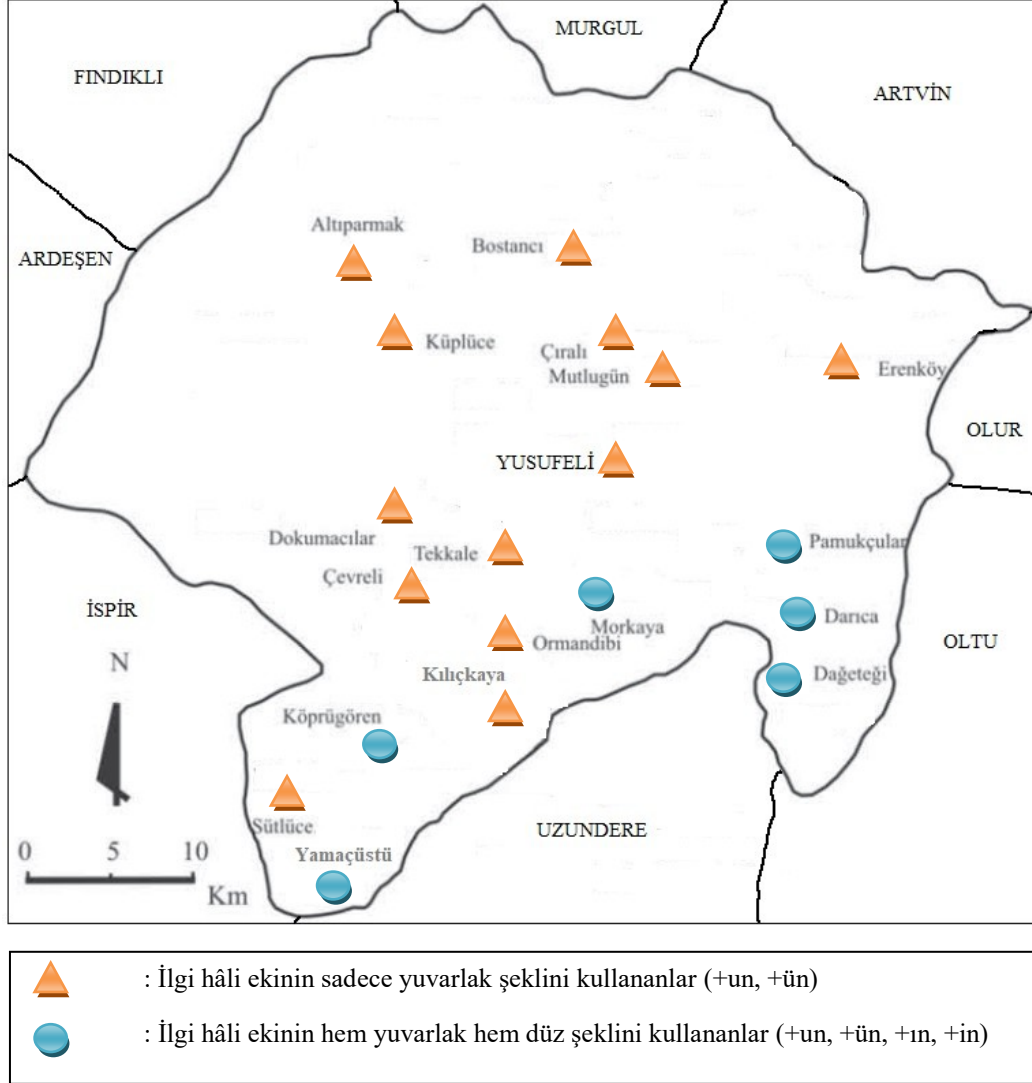 MURGUL
FINDIKLI
ARTVİN
Altıparmak
Bostancı
ARDEŞEN
Küplüce
Çıralı
Mutlugün
Erenköy
OLUR
YUSUFELİ
Dokumacılar
Tekkale
Pamukçular
Çevreli
İSPİR
Morkaya
Darıca
Ormandibi
OLTU
N
Kılıçkaya
Dağeteği
Köprügören
Sütlüce
UZUNDERE
Yamaçüstü
0 5 10
Km
: İlgi hâli ekinin sadece yuvarlak şeklini kullananlar (+un, +ün)
: İlgi hâli ekinin hem yuvarlak hem düz şeklini kullananlar (+un, +ün, +ın, +in)